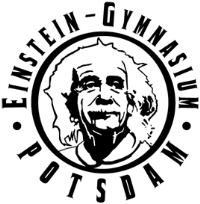 • EINSTEIN-GYMNASIUM •
POTSDAM